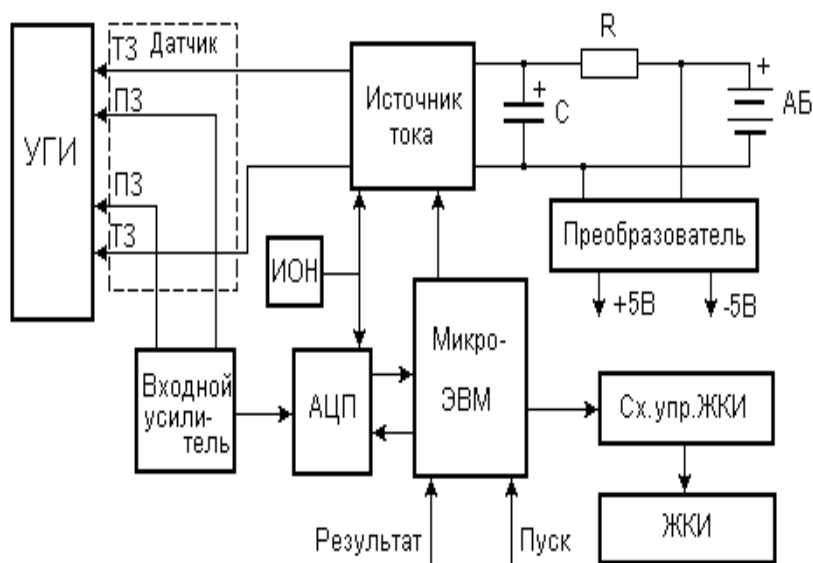 ТЗ
Датчик
ПЗ
УГИ
ПЗ
ТЗ
Источник
тока
R
+
C
+
АБ
Преобразователь
+5В
-5В
ИОН
Микро-
ЭВМ
Входной
усили-
тель
АЦП
Сх.упр.ЖКИ
ЖКИ
Результат
Пуск